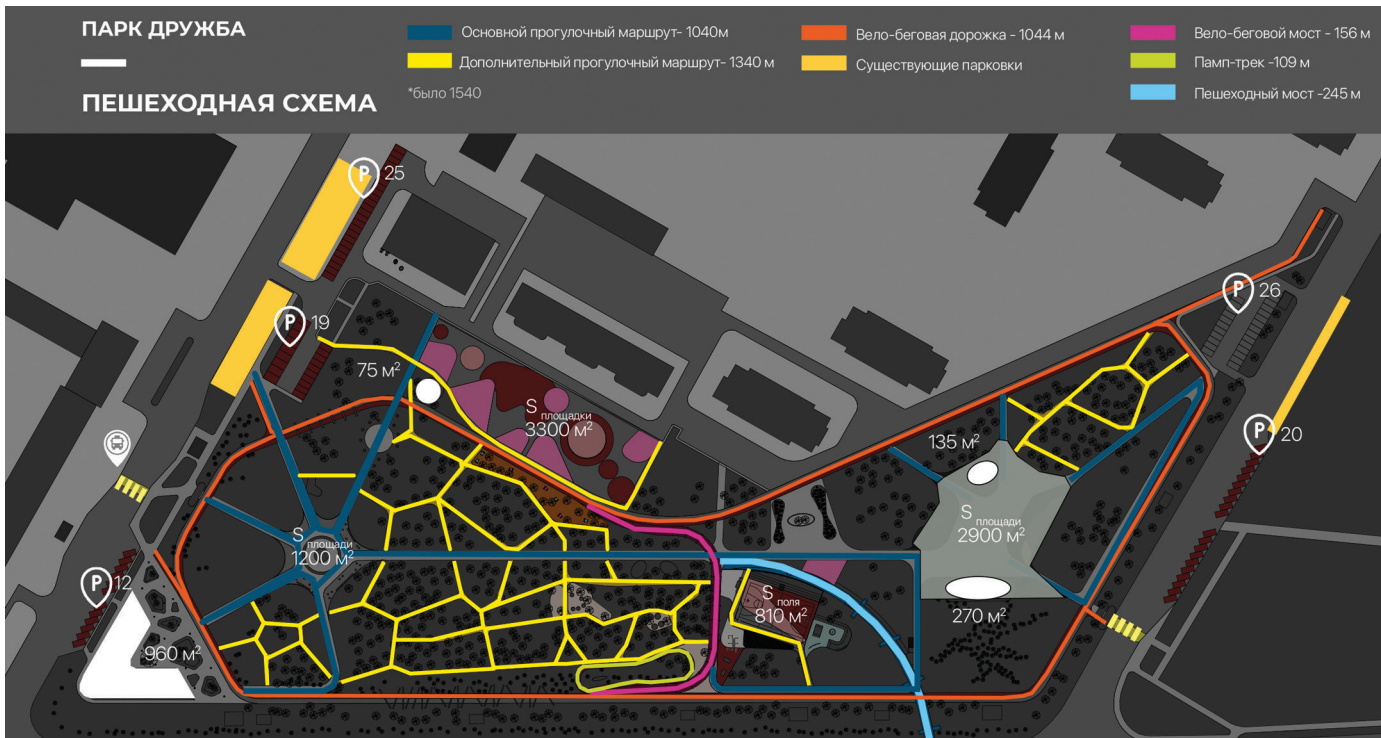 ПАРК ДРУЖБА
ПЕШЕХОДНАЯ СХЕМА
Основной прогулочный маршрут- 1040м
Дополнительный прогулочный маршрут- 1340 м
*было 1540
Вело-беговая дорожка - 1044 м
Существующие парковки
Вело-беговой мост - 156 м
Памп-трек -109 м
Пешеходный мост -245 м
P 25
P 19
P 26
75 м²
S площадки
3300 м²
135 м²
P 20
S площади
2900 м²
S площади
1200 м²
P 12
S поля
810 м²
270 м²
960 м²